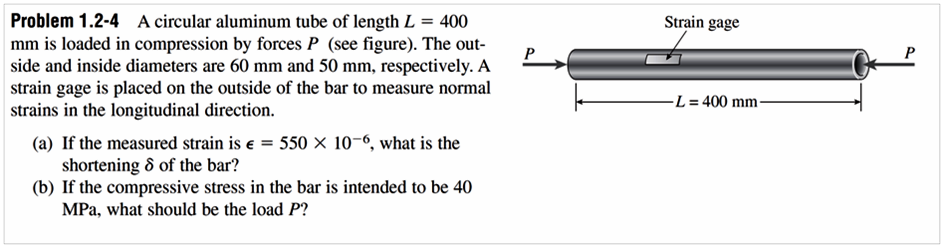 Problem 1.2-4 A circular aluminum tube of length L = 400
mm is loaded in compression by forces P (see figure). The out-
side and inside diameters are 60 mm and 50 mm, respectively. A
strain gage is placed on the outside of the bar to measure normal
strains in the longitudinal direction.
(a) If the measured strain is ϵ = 550 × 10⁻⁶, what is the
shortening δ of the bar?
(b) If the compressive stress in the bar is intended to be 40
MPa, what should be the load P?
Strain gage
P
P
L = 400 mm